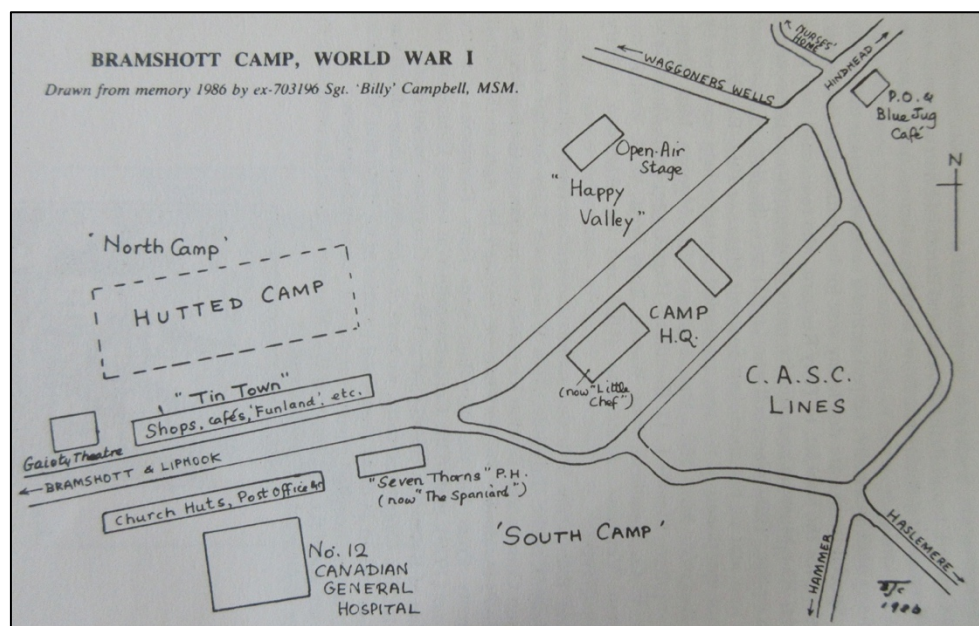 BRAMSHOTT CAMP, WORLD WAR I
Drawn from memory 1986 by ex-703196 Sgt. 'Billy' Campbell, MSM.
NURSES'
HOME
HINDHEAD
WAGGONERS WELLS
P.O. &
Blue Jug
Café
Open-Air
Stage
"Happy
Valley"
N
'North Camp'
HUTTED CAMP
CAMP
H.Q.
(now "Little
Chef")
C.A.S.C.
LINES
"Tin Town"
Shops, cafés, 'Funland', etc.
Gaiety Theatre
BRAMSHOTT & LIPHOOK
"Seven Thorns" P.H.
(now "The Spaniard")
Church Huts, Post Office
'SOUTH CAMP'
No. 12
CANADIAN
GENERAL
HOSPITAL
HAMMER
HASLEMERE